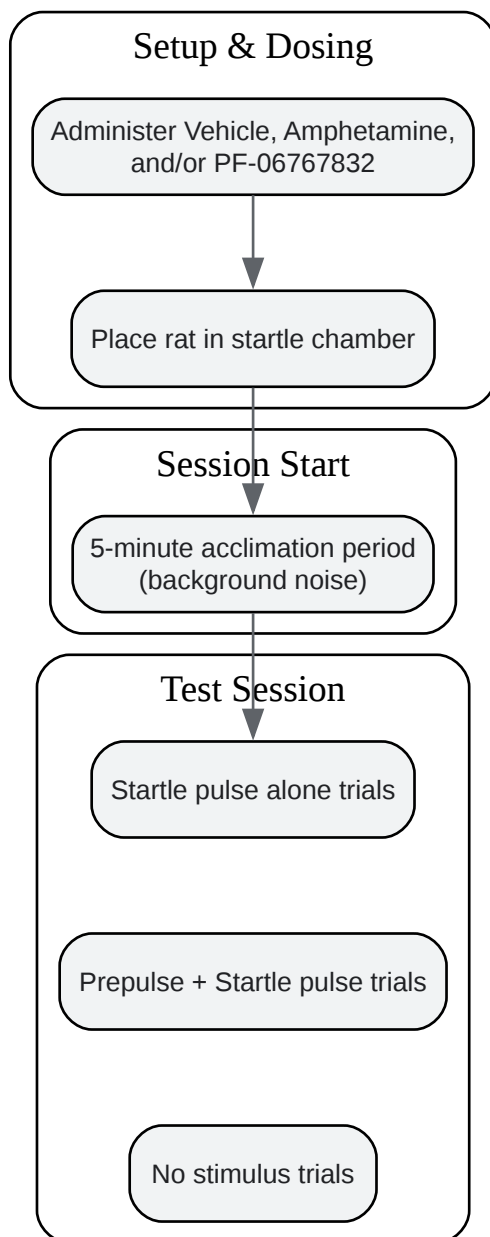 Setup & Dosing
Administer Vehicle, Amphetamine,
and/or PF-06767832
Place rat in startle chamber
Session Start
5-minute acclimation period
(background noise)
Test Session
Startle pulse alone trials
Prepulse + Startle pulse trials
No stimulus trials